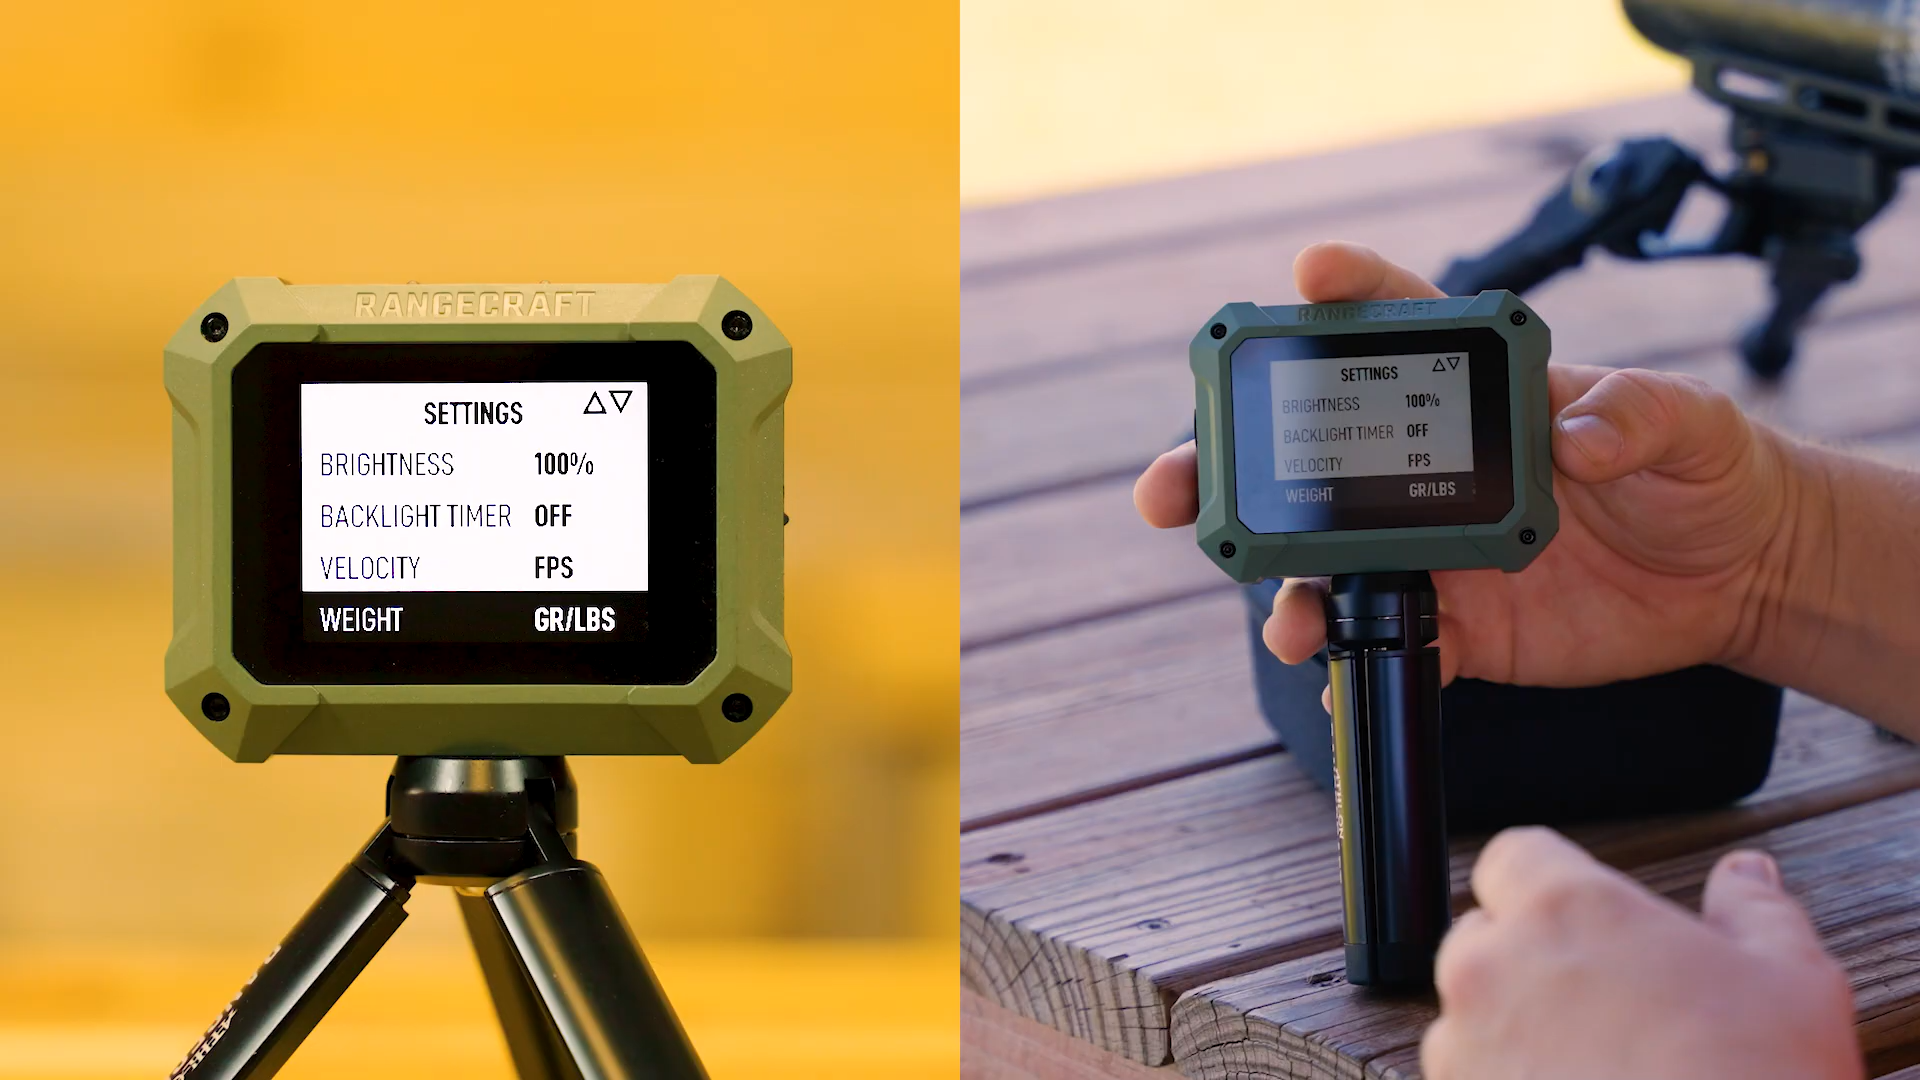 RANGECRAFT
SETTINGS
BRIGHTNESS 100%
BACKLIGHT TIMER OFF
VELOCITY FPS
WEIGHT GR/LBS
RANGECRAFT
SETTINGS
BRIGHTNESS 100%
BACKLIGHT TIMER OFF
VELOCITY FPS
WEIGHT GR/LBS